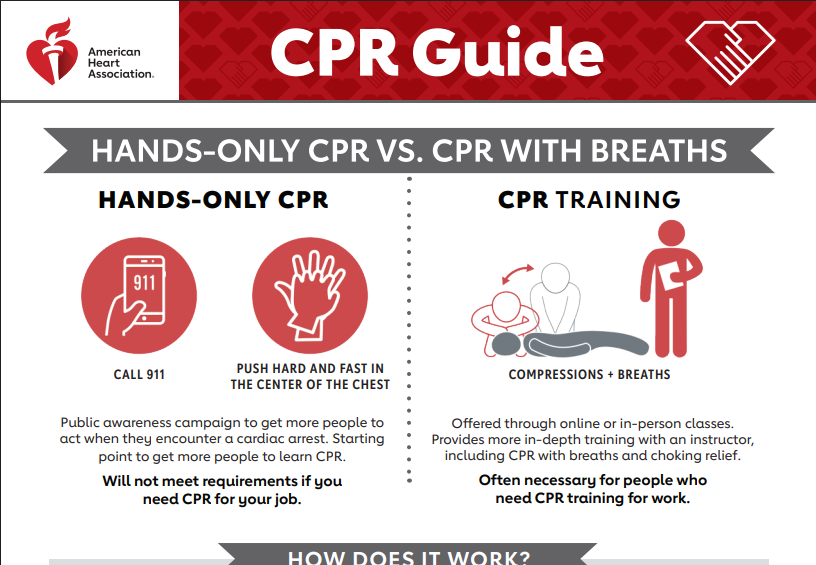 American
Heart
Association.
CPR Guide
HANDS-ONLY CPR VS. CPR WITH BREATHS
HANDS-ONLY CPR
911
CALL 911
PUSH HARD AND FAST IN
THE CENTER OF THE CHEST
Public awareness campaign to get more people to
act when they encounter a cardiac arrest. Starting
point to get more people to learn CPR.
Will not meet requirements if you
need CPR for your job.
CPR TRAINING
COMPRESSIONS + BREATHS
Offered through online or in-person classes.
Provides more in-depth training with an instructor,
including CPR with breaths and choking relief.
Often necessary for people who
need CPR training for work.
HOW DOES IT WORK?